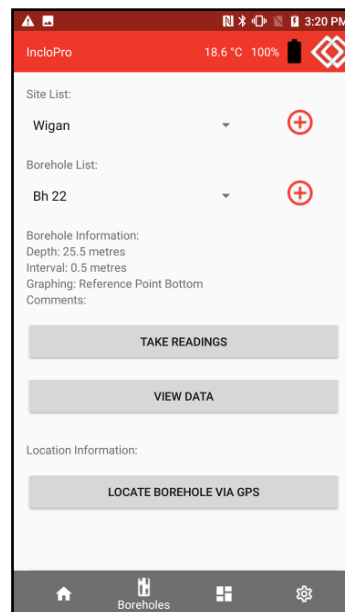 3:20 PM
IncloPro 18.6 °C 100%
Site List:
Wigan
Borehole List:
Bh 22
Borehole Information:
Depth: 25.5 metres
Interval: 0.5 metres
Graphing: Reference Point Bottom
Comments:
TAKE READINGS
VIEW DATA
Location Information:
LOCATE BOREHOLE VIA GPS
Boreholes